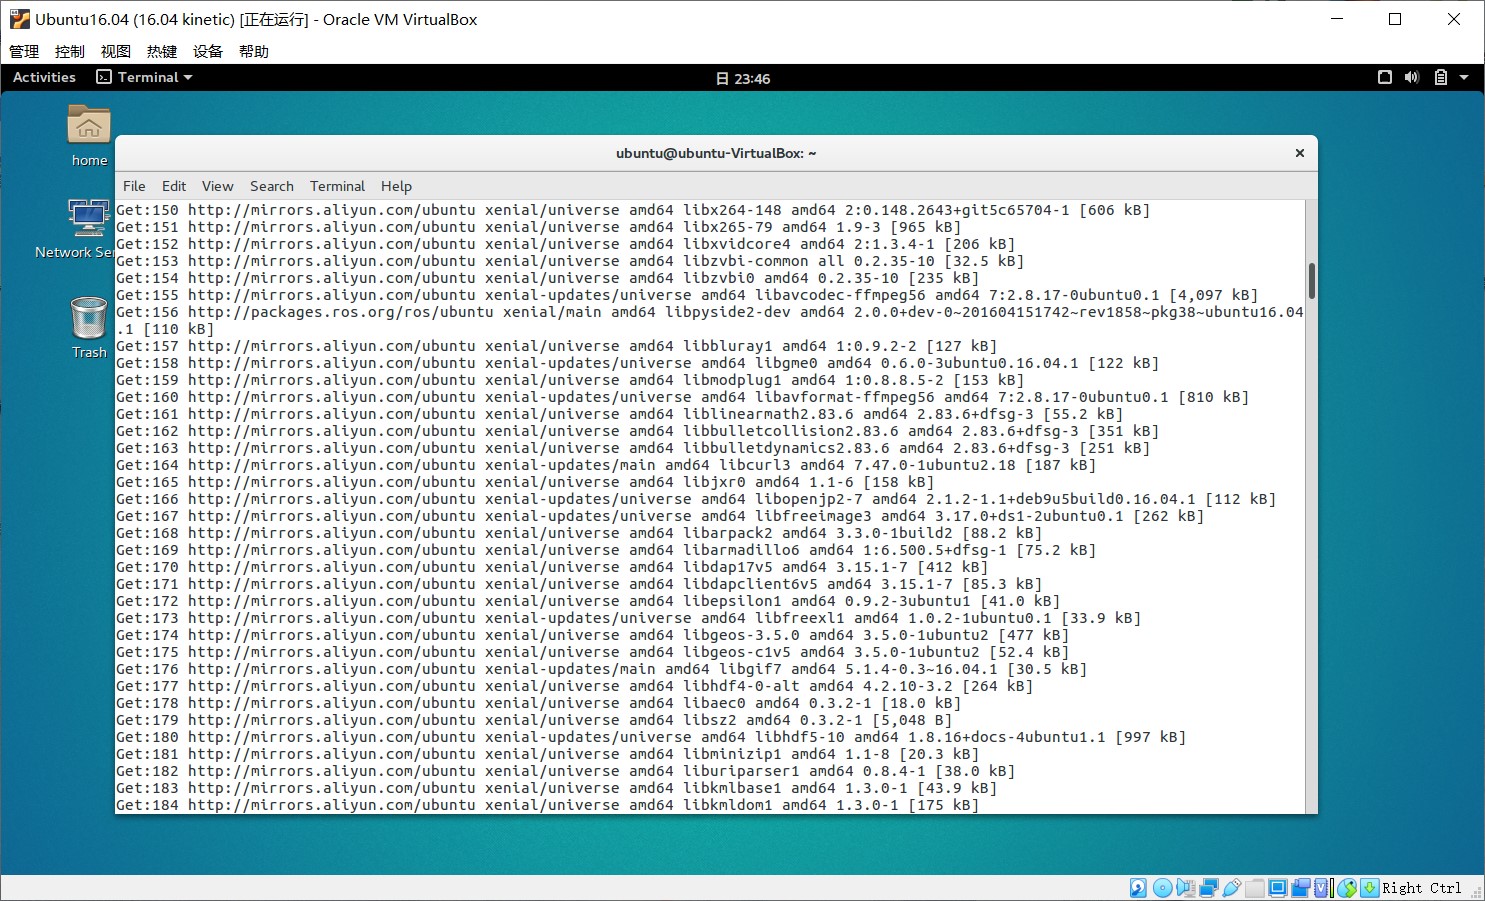 Ubuntu16.04 (16.04 kinetic) [正在运行] - Oracle VM VirtualBox
管理 控制 视图 热键 设备 帮助
Activities Terminal 日 23:46
home
Network Ser
Trash
ubuntu@ubuntu-VirtualBox: ~
File Edit View Search Terminal Help
Get:150 http://mirrors.aliyun.com/ubuntu xenial/universe amd64 libx264-148 amd64 2:0.148.2643+git5c65704-1 [606 kB]
Get:151 http://mirrors.aliyun.com/ubuntu xenial/universe amd64 libx265-79 amd64 1.9-3 [965 kB]
Get:152 http://mirrors.aliyun.com/ubuntu xenial/universe amd64 libxvidcore4 amd64 2:1.3.4-1 [206 kB]
Get:153 http://mirrors.aliyun.com/ubuntu xenial/universe amd64 libzvbi-common all 0.2.35-10 [32.5 kB]
Get:154 http://mirrors.aliyun.com/ubuntu xenial/universe amd64 libzvbi0 amd64 0.2.35-10 [235 kB]
Get:155 http://mirrors.aliyun.com/ubuntu xenial-updates/universe amd64 libavcodec-ffmpeg56 amd64 7:2.8.17-0ubuntu0.1 [4,097 kB]
Get:156 http://packages.ros.org/ros/ubuntu xenial/main amd64 libpyside2-dev amd64 2.0.0+dev-0~201604151742~rev1858~pkg38~ubuntu16.04
.1 [110 kB]
Get:157 http://mirrors.aliyun.com/ubuntu xenial/universe amd64 libbluray1 amd64 1:0.9.2-2 [127 kB]
Get:158 http://mirrors.aliyun.com/ubuntu xenial-updates/universe amd64 libgme0 amd64 0.6.0-3ubuntu0.16.04.1 [122 kB]
Get:159 http://mirrors.aliyun.com/ubuntu xenial/universe amd64 libmodplug1 amd64 1:0.8.8.5-2 [153 kB]
Get:160 http://mirrors.aliyun.com/ubuntu xenial-updates/universe amd64 libavformat-ffmpeg56 amd64 7:2.8.17-0ubuntu0.1 [810 kB]
Get:161 http://mirrors.aliyun.com/ubuntu xenial/universe amd64 liblinearmath2.83.6 amd64 2.83.6+dfsg-3 [55.2 kB]
Get:162 http://mirrors.aliyun.com/ubuntu xenial/universe amd64 libbulletcollision2.83.6 amd64 2.83.6+dfsg-3 [351 kB]
Get:163 http://mirrors.aliyun.com/ubuntu xenial/universe amd64 libbulletdynamics2.83.6 amd64 2.83.6+dfsg-3 [251 kB]
Get:164 http://mirrors.aliyun.com/ubuntu xenial-updates/main amd64 libcurl3 amd64 7.47.0-1ubuntu2.18 [187 kB]
Get:165 http://mirrors.aliyun.com/ubuntu xenial/universe amd64 libjxr0 amd64 1.1-6 [158 kB]
Get:166 http://mirrors.aliyun.com/ubuntu xenial-updates/universe amd64 libopenjp2-7 amd64 2.1.2-1.1+deb9u5build0.16.04.1 [112 kB]
Get:167 http://mirrors.aliyun.com/ubuntu xenial-updates/universe amd64 libfreeimage3 amd64 3.17.0+ds1-2ubuntu0.1 [262 kB]
Get:168 http://mirrors.aliyun.com/ubuntu xenial/universe amd64 libarpack2 amd64 3.3.0-1build2 [88.2 kB]
Get:169 http://mirrors.aliyun.com/ubuntu xenial/universe amd64 libarmadillo6 amd64 1:6.500.5+dfsg-1 [75.2 kB]
Get:170 http://mirrors.aliyun.com/ubuntu xenial/universe amd64 libdap17v5 amd64 3.15.1-7 [412 kB]
Get:171 http://mirrors.aliyun.com/ubuntu xenial/universe amd64 libdapclient6v5 amd64 3.15.1-7 [85.3 kB]
Get:172 http://mirrors.aliyun.com/ubuntu xenial/universe amd64 libepsilon1 amd64 0.9.2-3ubuntu1 [41.0 kB]
Get:173 http://mirrors.aliyun.com/ubuntu xenial-updates/universe amd64 libfreexl1 amd64 1.0.2-1ubuntu0.1 [33.9 kB]
Get:174 http://mirrors.aliyun.com/ubuntu xenial/universe amd64 libgeos-3.5.0 amd64 3.5.0-1ubuntu2 [477 kB]
Get:175 http://mirrors.aliyun.com/ubuntu xenial/universe amd64 libgeos-c1v5 amd64 3.5.0-1ubuntu2 [52.4 kB]
Get:176 http://mirrors.aliyun.com/ubuntu xenial-updates/main amd64 libgif7 amd64 5.1.4-0.3~16.04.1 [30.5 kB]
Get:177 http://mirrors.aliyun.com/ubuntu xenial/universe amd64 libhdf4-0-alt amd64 4.2.10-3.2 [264 kB]
Get:178 http://mirrors.aliyun.com/ubuntu xenial/universe amd64 libaec0 amd64 0.3.2-1 [18.0 kB]
Get:179 http://mirrors.aliyun.com/ubuntu xenial/universe amd64 libsz2 amd64 0.3.2-1 [5,048 B]
Get:180 http://mirrors.aliyun.com/ubuntu xenial-updates/universe amd64 libhdf5-10 amd64 1.8.16+docs-4ubuntu1.1 [997 kB]
Get:181 http://mirrors.aliyun.com/ubuntu xenial/universe amd64 libminizip1 amd64 1.1-8 [20.3 kB]
Get:182 http://mirrors.aliyun.com/ubuntu xenial/universe amd64 liburiparser1 amd64 0.8.4-1 [38.0 kB]
Get:183 http://mirrors.aliyun.com/ubuntu xenial/universe amd64 libkmlbase1 amd64 1.3.0-1 [43.9 kB]
Get:184 http://mirrors.aliyun.com/ubuntu xenial/universe amd64 libkmldom1 amd64 1.3.0-1 [175 kB]
Right Ctrl